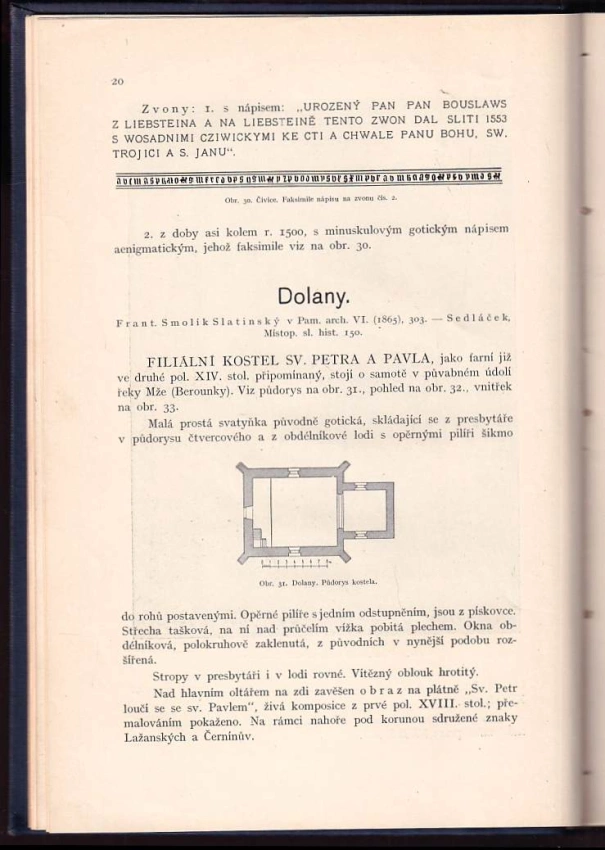 20
Zvony: 1. s nápisem: „UROZENÝ PAN PAN BOUSLAWS
Z LIEBSTEINA A NA LIEBSTEINĚ TENTO ZWON DAL SLITI 1553
S WOSADNIMI CZIWICKYMI KE CTI A CHWALE PANU BOHU, SW.
TROJICI A S. JANU“.
Obr. 30. Čivice. Faksimile nápisu na zvonu čís. 2.
2. z doby asi kolem r. 1500, s minuskulovým gotickým nápisem
aenigmatickým, jehož faksimile viz na obr. 30.
Dolany.
Frant. Smolík Slatinský v Pam. arch. VI. (1865), 303. — Sedláček,
Místop. sl. hist. 150.
FILIÁLNÍ KOSTEL SV. PETRA A PAVLA, jako farní již
ve druhé pol. XIV. stol. připomínaný, stojí o samotě v půvabném údolí
řeky Mže (Berounky). Viz půdorys na obr. 31., pohled na obr. 32., vnitřek
na obr. 33.
Malá prostá svatyňka původně gotická, skládající se z presbytáře
v půdorysu čtvercového a z obdélníkové lodi s opěrnými pilíři šikmo
Obr. 31. Dolany. Půdorys kostela.
do rohů postavenými. Opěrné pilíře s jedním odstupněním, jsou z pískovce.
Střecha tašková, na ní nad průčelím vížka pobitá plechem. Okna ob-
délníková, polokruhově zaklenutá, z původních v nynější podobu roz-
šířená.
Stropy v presbytáři i v lodi rovné. Vítězný oblouk hrotitý.
Nad hlavním oltářem na zdi zavěšen obraz na plátně „Sv. Petr
loučí se se sv. Pavlem“, živá komposice z prvé pol. XVIII. stol.; pře-
malováním pokaženo. Na rámci nahoře pod korunou sdružené znaky
Lažanských a Černínův.